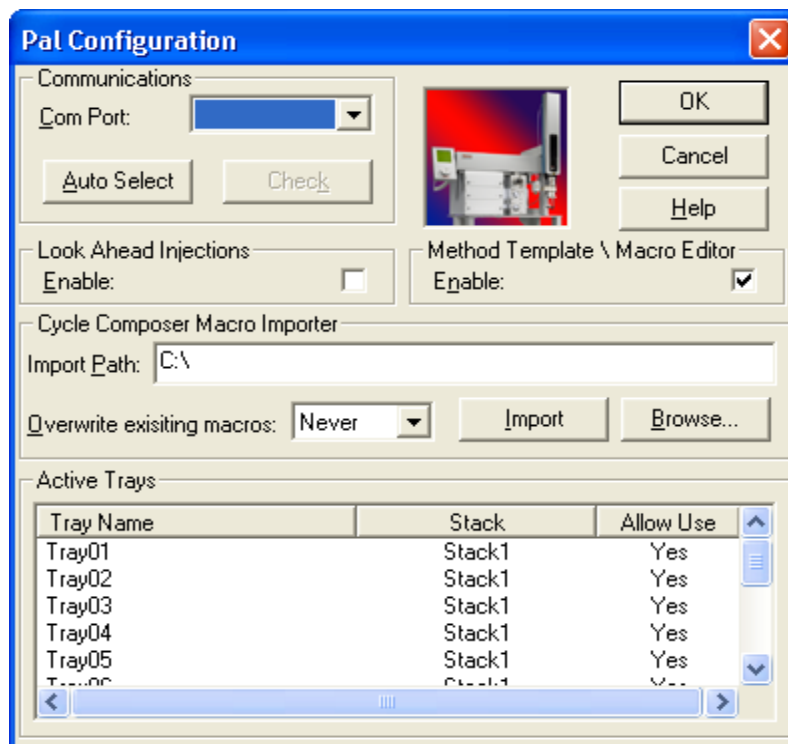 Pal Configuration
Communications
Com Port:
Auto Select
Check
OK
Cancel
Help
Look Ahead Injections
Enable:
Method Template \ Macro Editor
Enable:
Cycle Composer Macro Importer
Import Path: C:\
Overwrite exisiting macros: Never Import Browse...
Active Trays
Tray Name Stack Allow Use
Tray01 Stack1 Yes
Tray02 Stack1 Yes
Tray03 Stack1 Yes
Tray04 Stack1 Yes
Tray05 Stack1 Yes